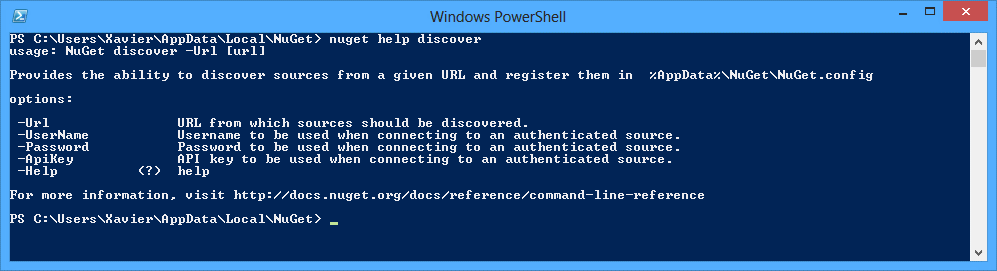 Windows PowerShell
PS C:\Users\Xavier\AppData\Local\NuGet> nuget help discover
usage: NuGet discover -Url [url]
Provides the ability to discover sources from a given URL and register them in  %AppData%\NuGet\NuGet.config
options:
-Url URL from which sources should be discovered.
-UserName Username to be used when connecting to an authenticated source.
-Password Password to be used when connecting to an authenticated source.
-ApiKey API key to be used when connecting to an authenticated source.
-Help (?) help
For more information, visit http://docs.nuget.org/docs/reference/command-line-reference
PS C:\Users\Xavier\AppData\Local\NuGet> _